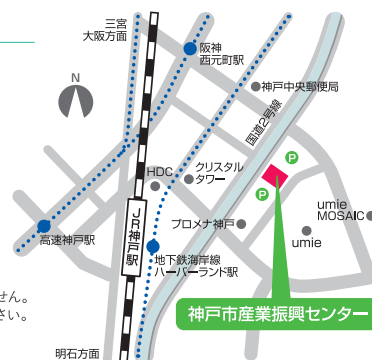 三宮
大阪方面
阪神
西元町駅
N
神戸中央郵便局
国道2号線
P
HDC
クリスタル
タワー
P
JR神戸駅
プロメナ神戸
umie
MOSAIC
umie
高速神戸駅
地下鉄海岸線
ハーバーランド駅
せん。
さい。
神戸市産業振興センター
明石方面